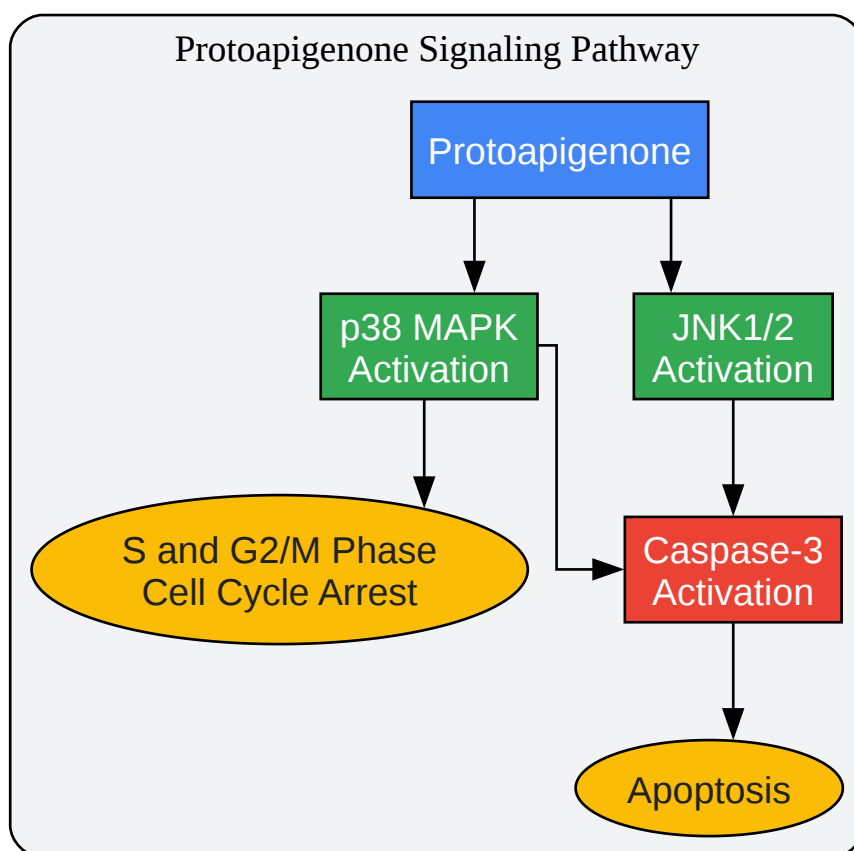 Protoapigenone Signaling Pathway
Protoapigenone
p38 MAPK
Activation
JNK1/2
Activation
S and G2/M Phase
Cell Cycle Arrest
Caspase-3
Activation
Apoptosis